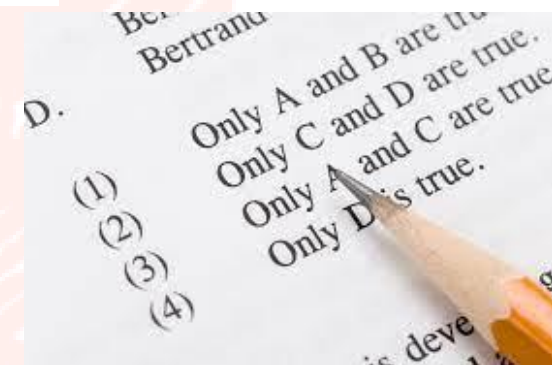 Bertrand
D.
(1) Only A and B are
(2) Only C and D are true.
(3) Only A and C are true
(4) Only D is true.
is